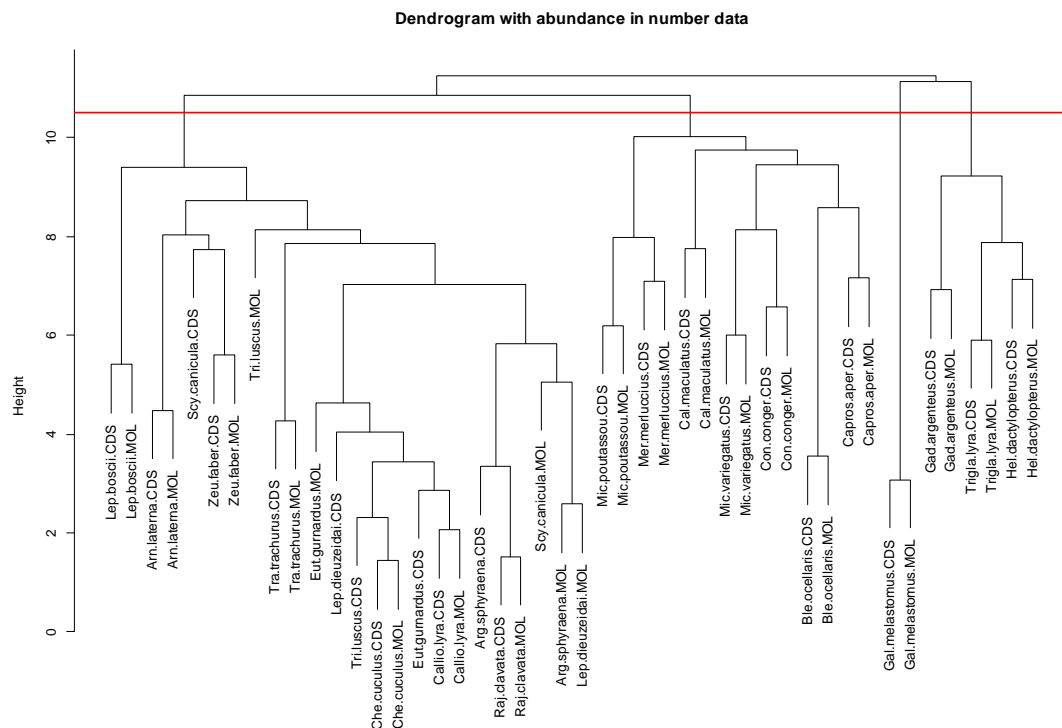 Dendrogram with abundance in number data
Height
10
8
6
4
2
0
Lep.boscii.CDS
Lep.boscii.MOL
Arn.laterna.CDS
Arn.laterna.MOL
Scy.canicula.CDS
Zeu.faber.CDS
Zeu.faber.MOL
Tri.luscus.MOL
Tra.trachurus.CDS
Tra.trachurus.MOL
Eut.gurnardus.MOL
Lep.dieuzeidai.CDS
Tri.luscus.CDS
Che.cuculus.CDS
Che.cuculus.MOL
Eut.gurnardus.CDS
Callio.lyra.CDS
Callio.lyra.MOL
Arg.sphyraena.CDS
Raj.clavata.CDS
Raj.clavata.MOL
Scy.canicula.MOL
Arg.sphyraena.MOL
Lep.dieuzeidai.MOL
Mic.poutassou.CDS
Mic.poutassou.MOL
Mer.merluccius.CDS
Mer.merluccius.MOL
Cal.maculatus.CDS
Cal.maculatus.MOL
Mic.variegatus.CDS
Mic.variegatus.MOL
Con.conger.CDS
Con.conger.MOL
Ble.ocellaris.CDS
Ble.ocellaris.MOL
Capros.aper.CDS
Capros.aper.MOL
Gal.melastomus.CDS
Gal.melastomus.MOL
Gad.argenteus.CDS
Gad.argenteus.MOL
Trigla.lyra.CDS
Trigla.lyra.MOL
Hel.dactylopterus.CDS
Hel.dactylopterus.MOL